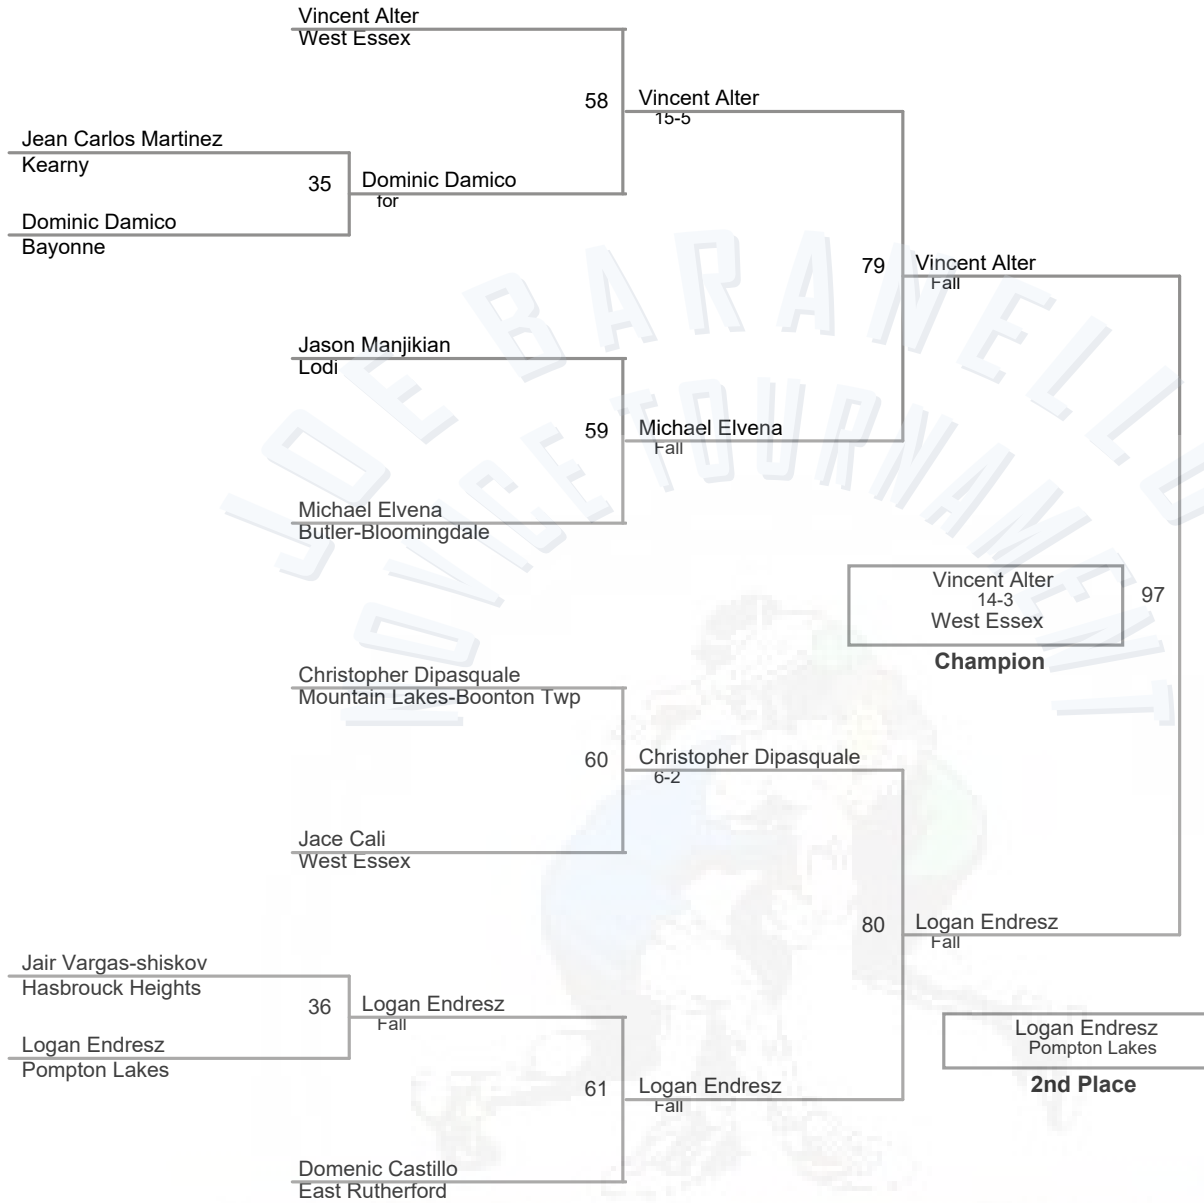 Vincent Alter
West Essex
58
Vincent Alter
15-5
Jean Carlos Martinez
Kearny
35
Dominic Damico
for
Dominic Damico
Bayonne
79
Vincent Alter
Fall
Jason Manjikian
Lodi
59
Michael Elvena
Fall
Michael Elvena
Butler-Bloomingdale
JOE BARANELLO
NOVICE TOURNAMENT
Vincent Alter
14-3
West Essex
97
Champion
Christopher Dipasquale
Mountain Lakes-Boonton Twp
60
Christopher Dipasquale
6-2
Jace Cali
West Essex
80
Logan Endresz
Fall
Jair Vargas-shiskov
Hasbrouck Heights
36
Logan Endresz
Fall
Logan Endresz
Pompton Lakes
61
Logan Endresz
Fall
Logan Endresz
Pompton Lakes
2nd Place
Domenic Castillo
East Rutherford